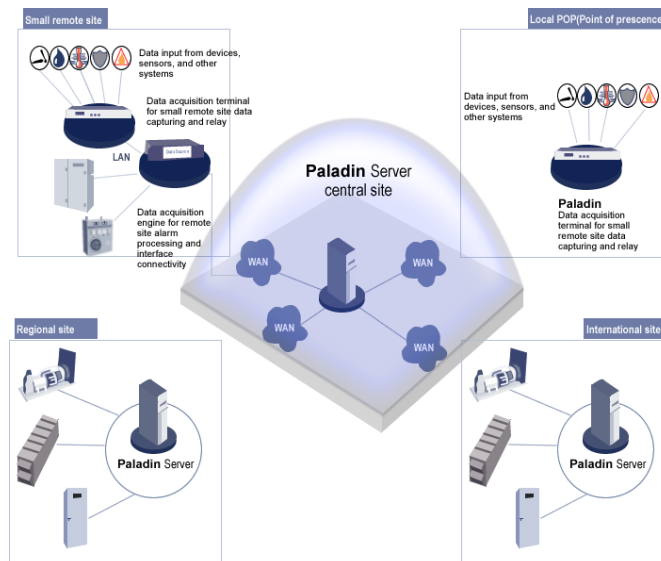 Small remote site
Data input from devices,
sensors, and other
systems
Data acquisition terminal
for small remote site data
capturing and relay
LAN
Data acquisition
engine for remote
site alarm
processing and
interface
connectivity
Paladin Server
central site
WAN
WAN
WAN
WAN
Local POP(Point of prescence)
Data input from
devices, sensors, and
other systems
Paladin
Data acquisition
terminal for small
remote site data
capturing and relay
Regional site
Paladin Server
International site
Paladin Server